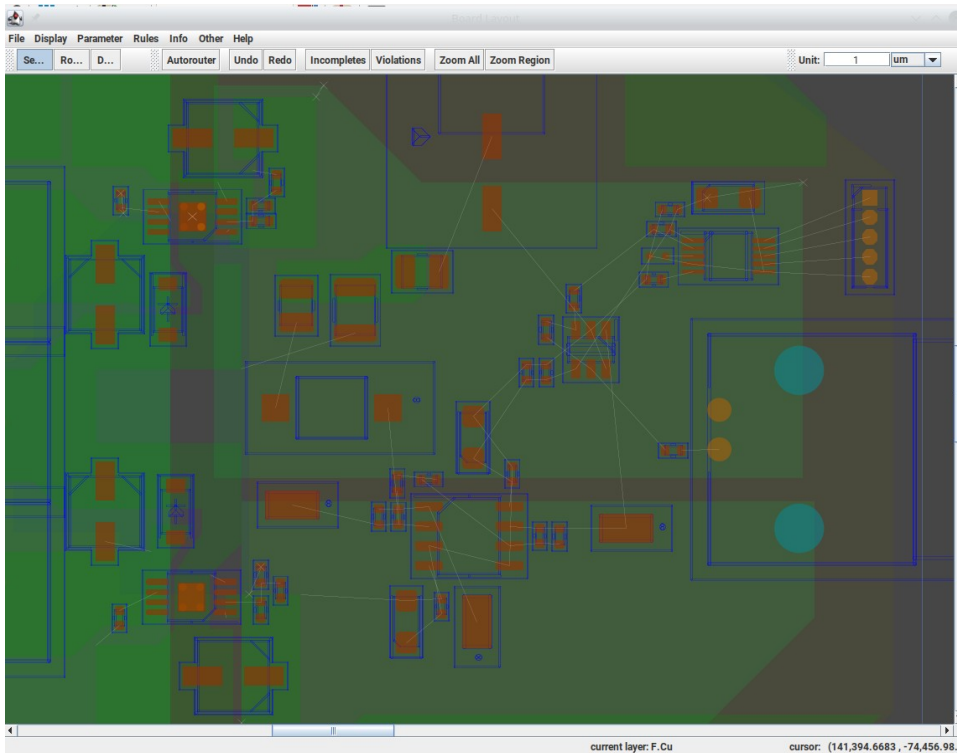 Board Layout
File Display Parameter Rules Info Other Help
Se... Ro... D... Autorouter Undo Redo Incompletes Violations Zoom All Zoom Region Unit: 1 um
current layer: F.Cu cursor: (141,394.6683 , -74,456.98